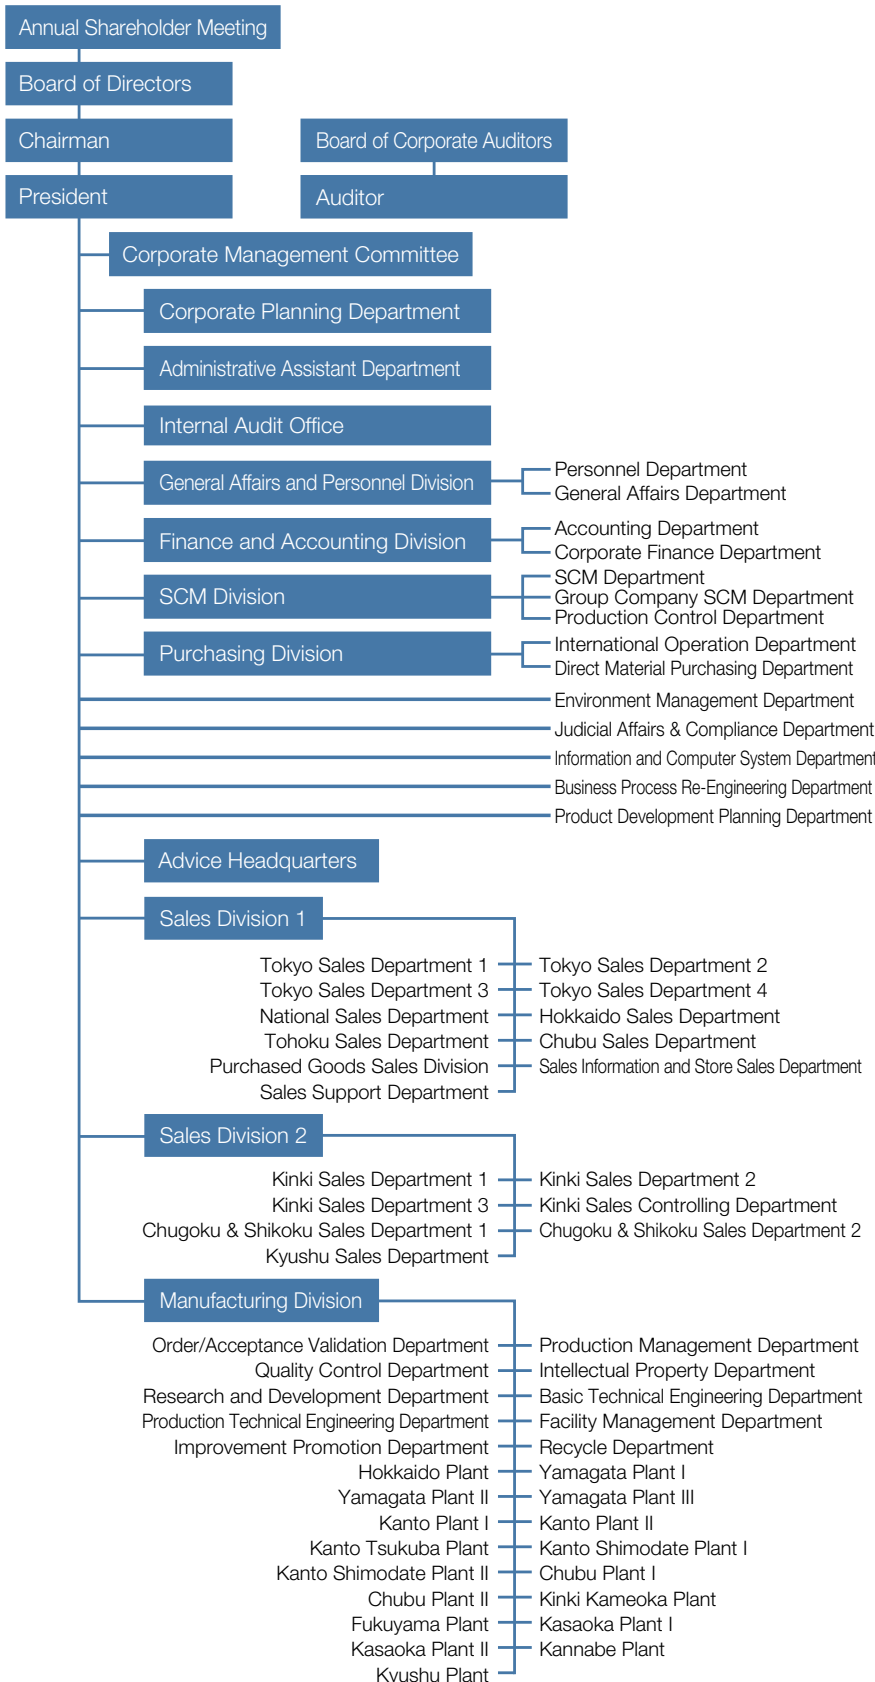 Annual Shareholder Meeting
Board of Directors
Chairman
Board of Corporate Auditors
President
Auditor
Corporate Management Committee
Corporate Planning Department
Administrative Assistant Department
Internal Audit Office
General Affairs and Personnel Division
Personnel Department
General Affairs Department
Finance and Accounting Division
Accounting Department
Corporate Finance Department
SCM Division
SCM Department
Group Company SCM Department
Production Control Department
Purchasing Division
International Operation Department
Direct Material Purchasing Department
Environment Management Department
Judicial Affairs & Compliance Department
Information and Computer System Department
Business Process Re-Engineering Department
Product Development Planning Department
Advice Headquarters
Sales Division 1
Tokyo Sales Department 1
Tokyo Sales Department 2
Tokyo Sales Department 3
Tokyo Sales Department 4
National Sales Department
Hokkaido Sales Department
Tohoku Sales Department
Chubu Sales Department
Purchased Goods Sales Division
Sales Information and Store Sales Department
Sales Support Department
Sales Division 2
Kinki Sales Department 1
Kinki Sales Department 2
Kinki Sales Department 3
Kinki Sales Controlling Department
Chugoku & Shikoku Sales Department 1
Chugoku & Shikoku Sales Department 2
Kyushu Sales Department
Manufacturing Division
Order/Acceptance Validation Department
Production Management Department
Quality Control Department
Intellectual Property Department
Research and Development Department
Basic Technical Engineering Department
Production Technical Engineering Department
Facility Management Department
Improvement Promotion Department
Recycle Department
Hokkaido Plant
Yamagata Plant I
Yamagata Plant II
Yamagata Plant III
Kanto Plant I
Kanto Plant II
Kanto Tsukuba Plant
Kanto Shimodate Plant I
Kanto Shimodate Plant II
Chubu Plant I
Chubu Plant II
Kinki Kameoka Plant
Fukuyama Plant
Kasaoka Plant I
Kasaoka Plant II
Kannabe Plant
Kyushu Plant